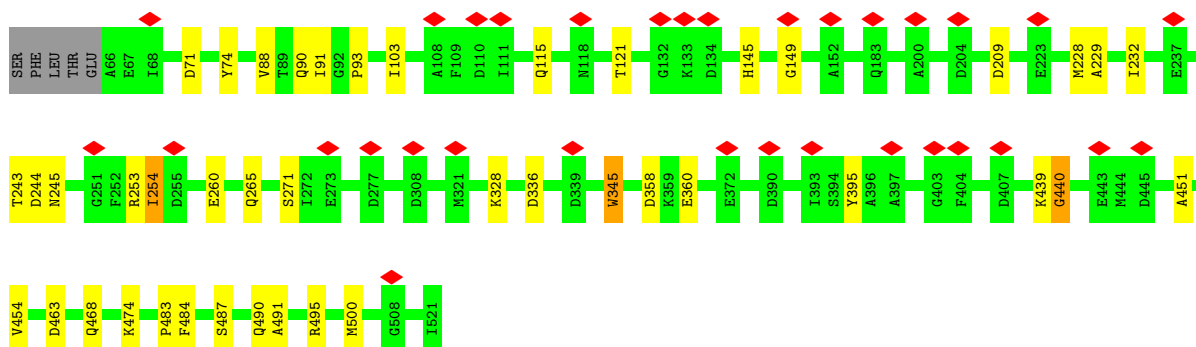 SER PHE LEU THR GLU A66 E67 I68 D71 Y74 V88 T89 Q90 I91 G92 P93 I103 A108 F109 D110 I111 Q115 N118 T121 G132 K133 D134 H145 G149 A152 Q183 A200 D204 D209 E223 M228 A229 I232 E237
T243 D244 N245 G251 F252 R253 I254 D255 E260 Q265 S271 I272 E273 D277 D308 M321 K328 D336 D339 W345 D358 K359 E360 E372 D390 I393 S394 Y395 A396 A397 G403 F404 D407 K439 G440 E443 M444 D445 A451
V454 D463 Q468 K474 P483 F484 S487 Q490 A491 R495 M500 G508 I521